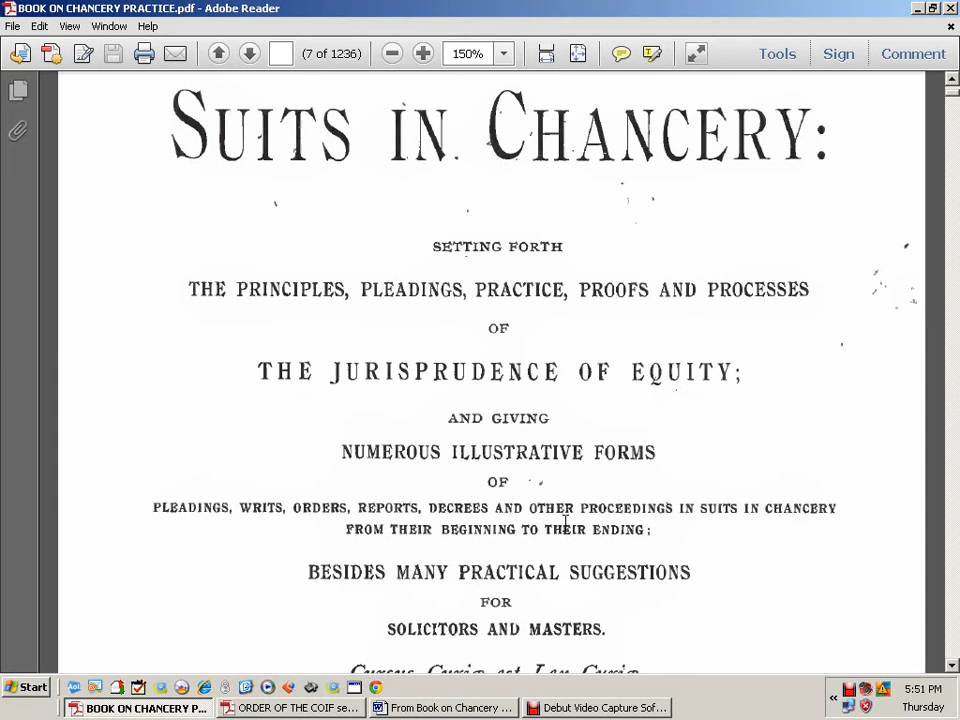 BOOK ON CHANCERY PRACTICE.pdf - Adobe Reader
File Edit View Window Help
(7 of 1236) 150% Tools Sign Comment
SUITS IN CHANCERY:
SETTING FORTH
THE PRINCIPLES, PLEADINGS, PRACTICE, PROOFS AND PROCESSES
OF
THE JURISPRUDENCE OF EQUITY;
AND GIVING
NUMEROUS ILLUSTRATIVE FORMS
OF
PLEADINGS, WRITS, ORDERS, REPORTS, DECREES AND OTHER PROCEEDINGS IN SUITS IN CHANCERY
FROM THEIR BEGINNING TO THEIR ENDING;
BESIDES MANY PRACTICAL SUGGESTIONS
FOR
SOLICITORS AND MASTERS.
Start 5:51 PM
BOOK ON CHANCERY P... ORDER OF THE COIF se... From Book on Chancery ... Debut Video Capture Sof... Thursday